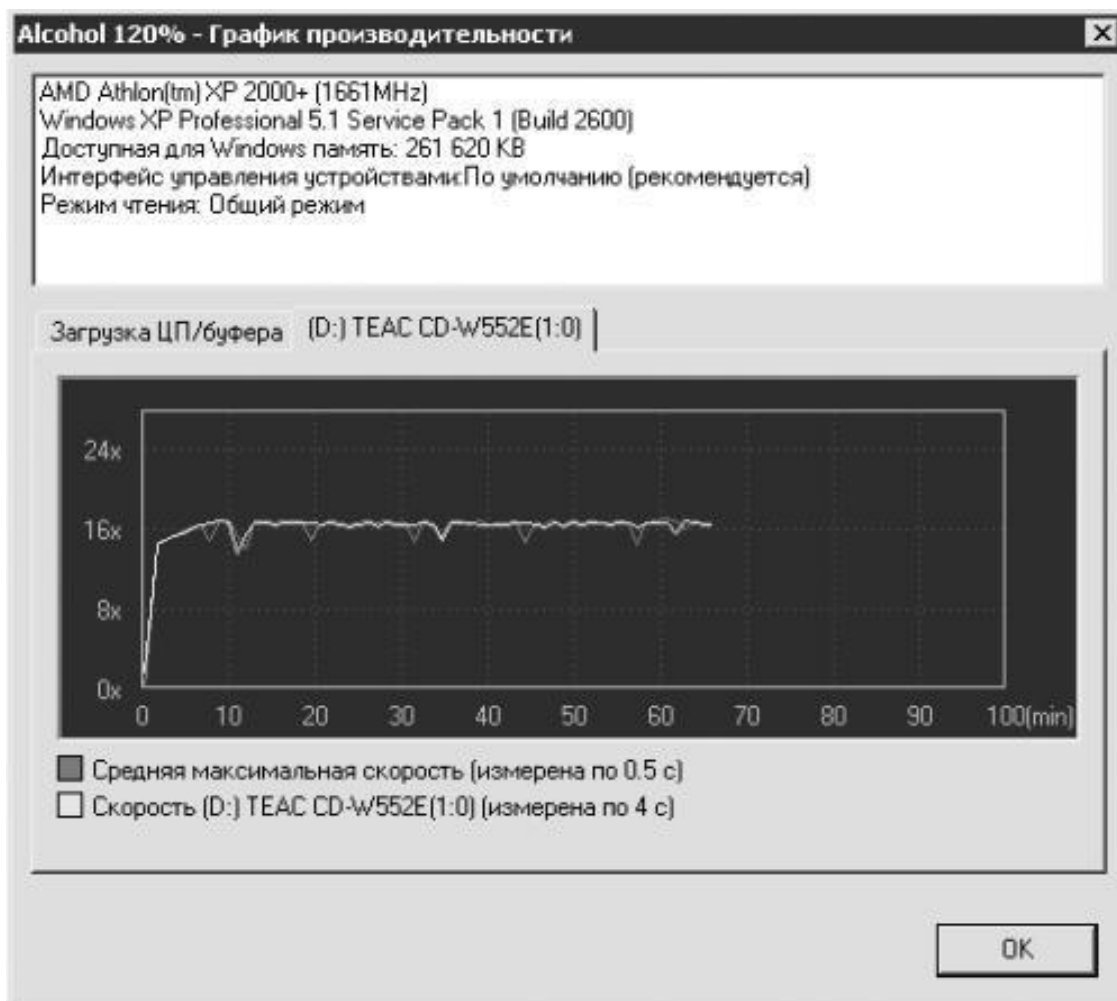 Alcohol 120% - График производительности
AMD Athlon(tm) XP 2000+ (1661MHz)
Windows XP Professional 5.1 Service Pack 1 (Build 2600)
Доступная для Windows память: 261 620 KB
Интерфейс управления устройствами:По умолчанию (рекомендуется)
Режим чтения: Общий режим
Загрузка ЦП/буфера (D:) TEAC CD-W552E(1:0)
24x
16x
8x
0x
0 10 20 30 40 50 60 70 80 90 100(min)
Средняя максимальная скорость (измерена по 0.5 с)
Скорость (D:) TEAC CD-W552E(1:0) (измерена по 4 с)
OK